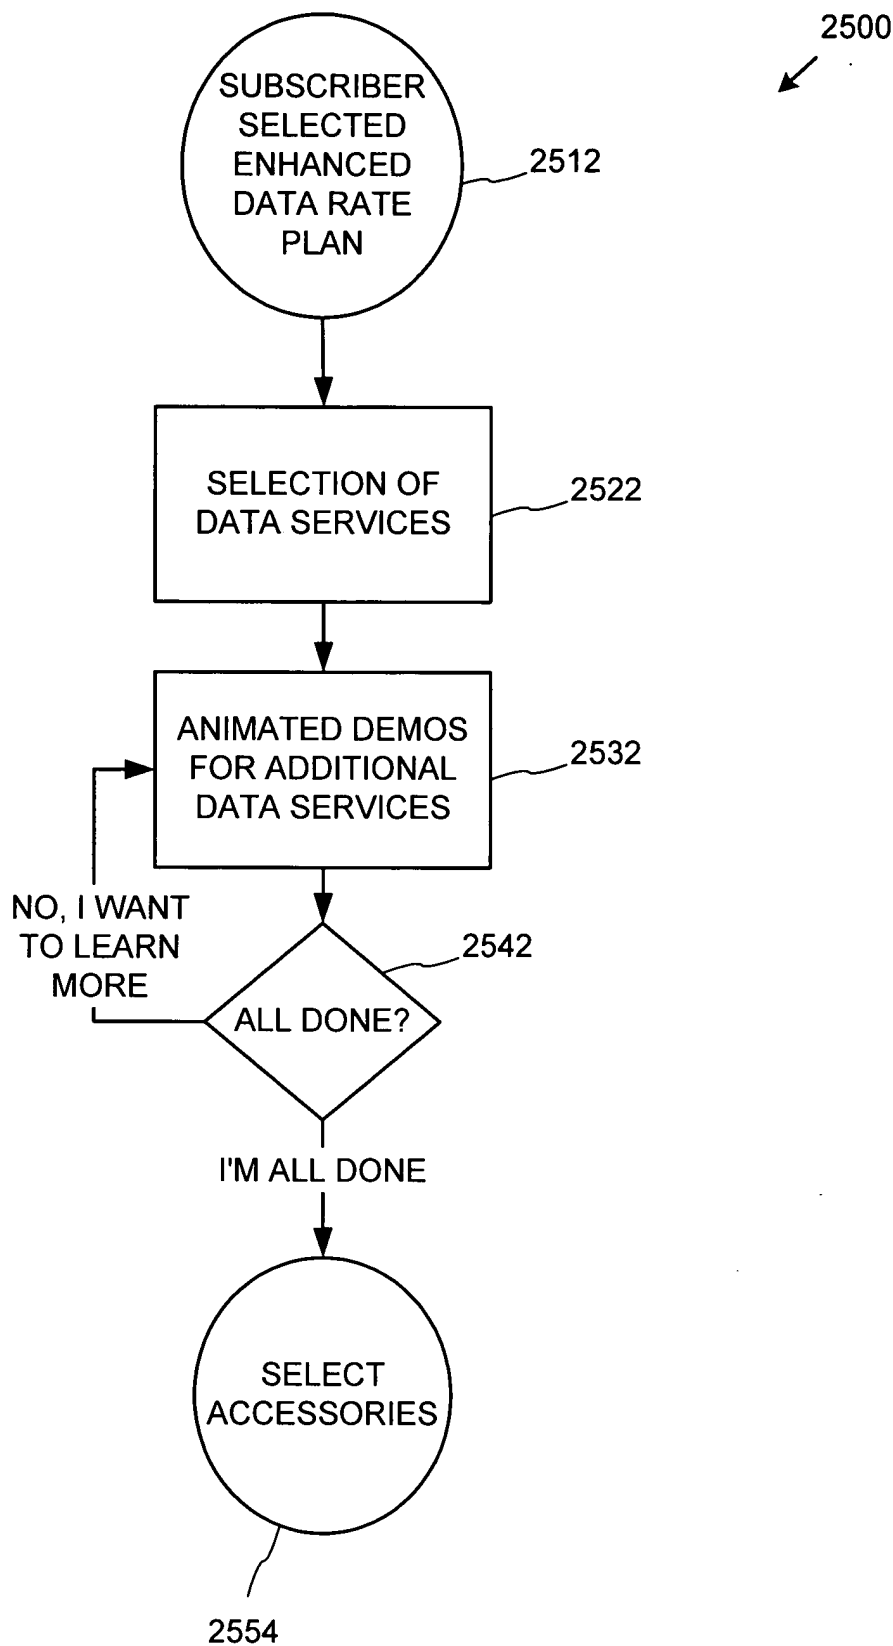 2500
SUBSCRIBER
SELECTED
ENHANCED
DATA RATE
PLAN
2512
SELECTION OF
DATA SERVICES
2522
ANIMATED DEMOS
FOR ADDITIONAL
DATA SERVICES
2532
NO, I WANT
TO LEARN
MORE
2542
ALL DONE?
I'M ALL DONE
SELECT
ACCESSORIES
2554